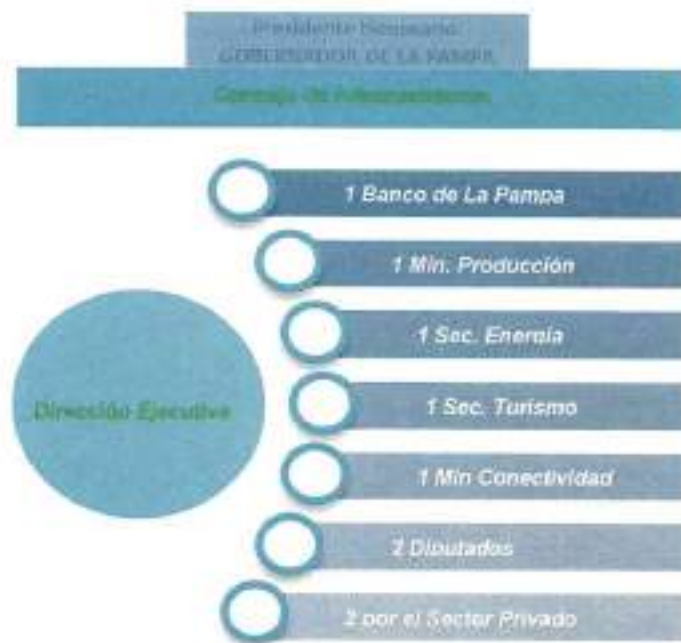 Presidente Honorario
GOBERNADOR DE LA PAMPA
Consejo de Administración
1 Banco de La Pampa
1 Min. Producción
1 Sec. Energía
Dirección Ejecutiva
1 Sec. Turismo
1 Min Conectividad
2 Diputados
2 por el Sector Privado